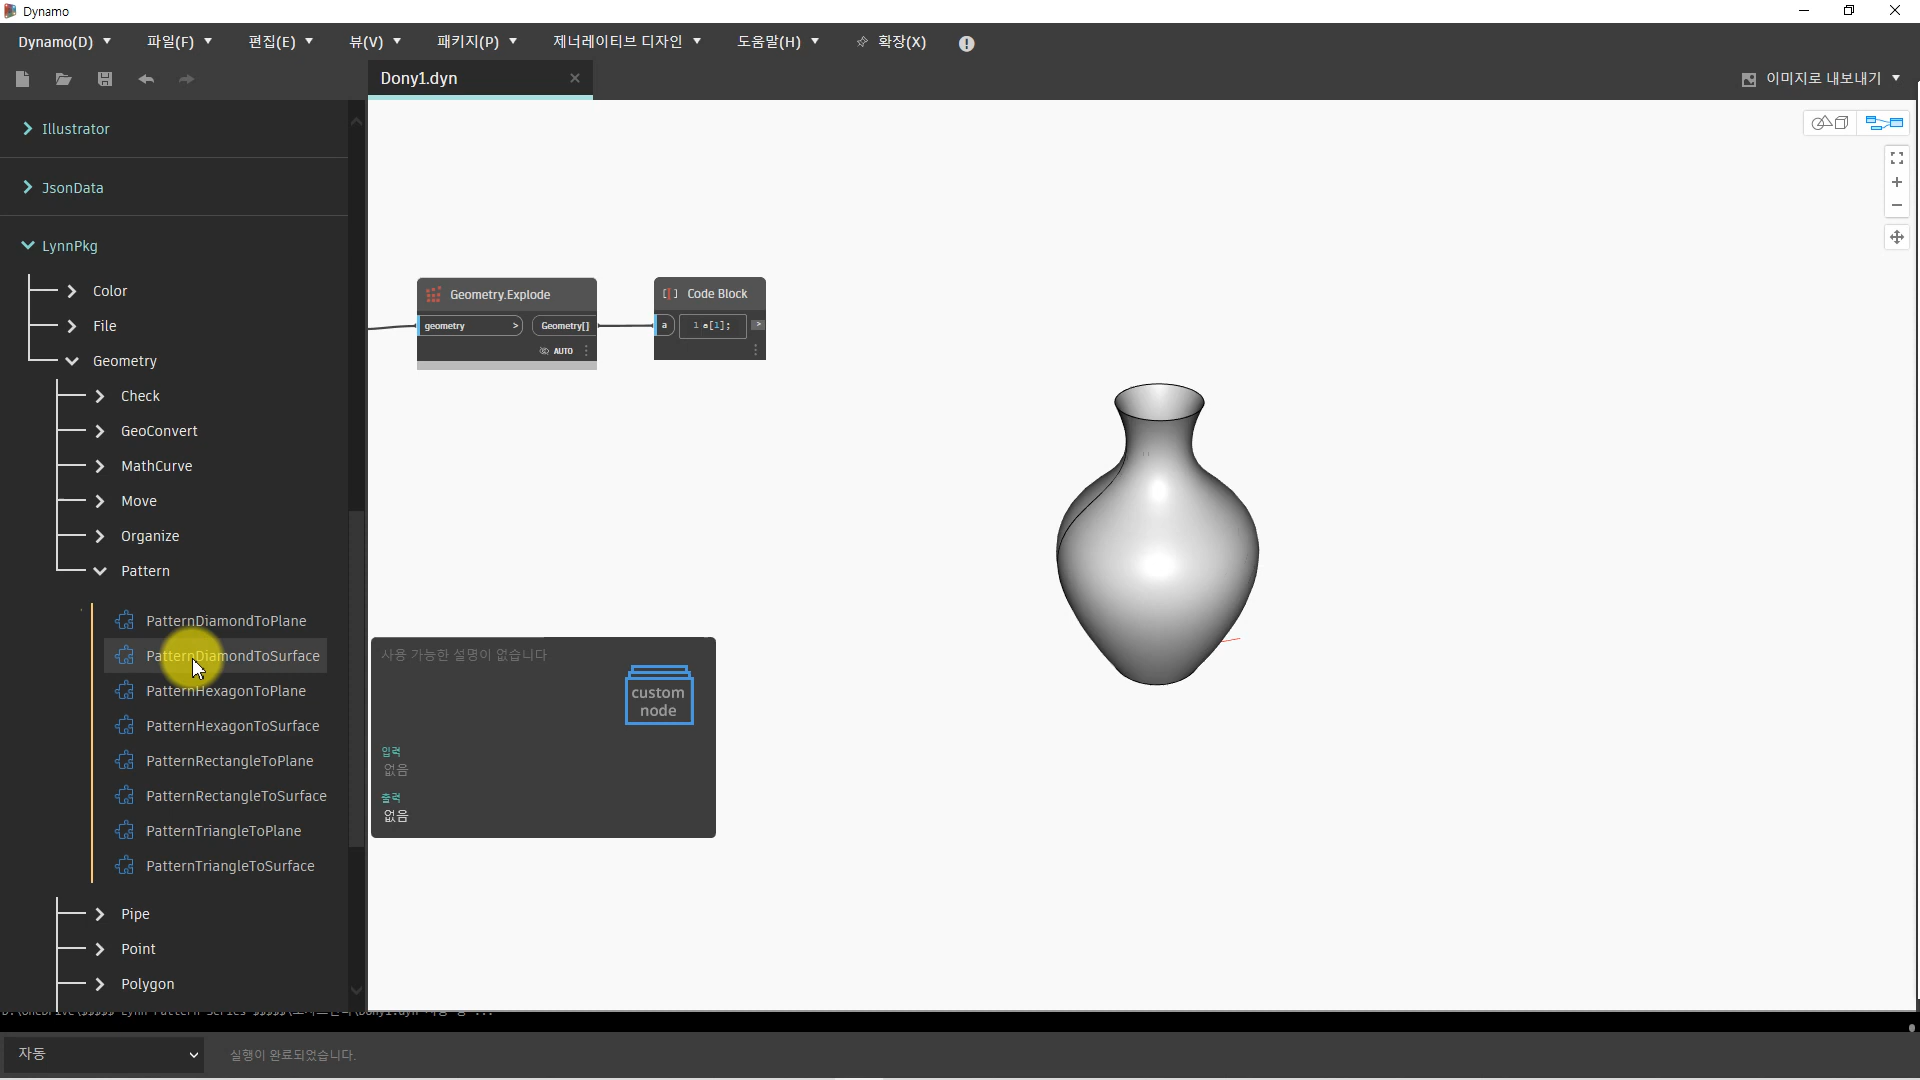 Dynamo
Dynamo(D) 파일(F) 편집(E) 뷰(V) 패키지(P) 제너레이티브 디자인 도움말(H) 확장(X)
Dony1.dyn
이미지로 내보내기
Illustrator
JsonData
LynnPkg
Color
File
Geometry
Check
GeoConvert
MathCurve
Move
Organize
Pattern
PatternDiamondToPlane
PatternDiamondToSurface
PatternHexagonToPlane
PatternHexagonToSurface
PatternRectangleToPlane
PatternRectangleToSurface
PatternTriangleToPlane
PatternTriangleToSurface
Pipe
Point
Polygon
Geometry.Explode
geometry > Geometry[]
AUTO
Code Block
a 1 a[1]; >
사용 가능한 설명이 없습니다
custom
node
입력
없음
출력
없음
자동
실행이 완료되었습니다.